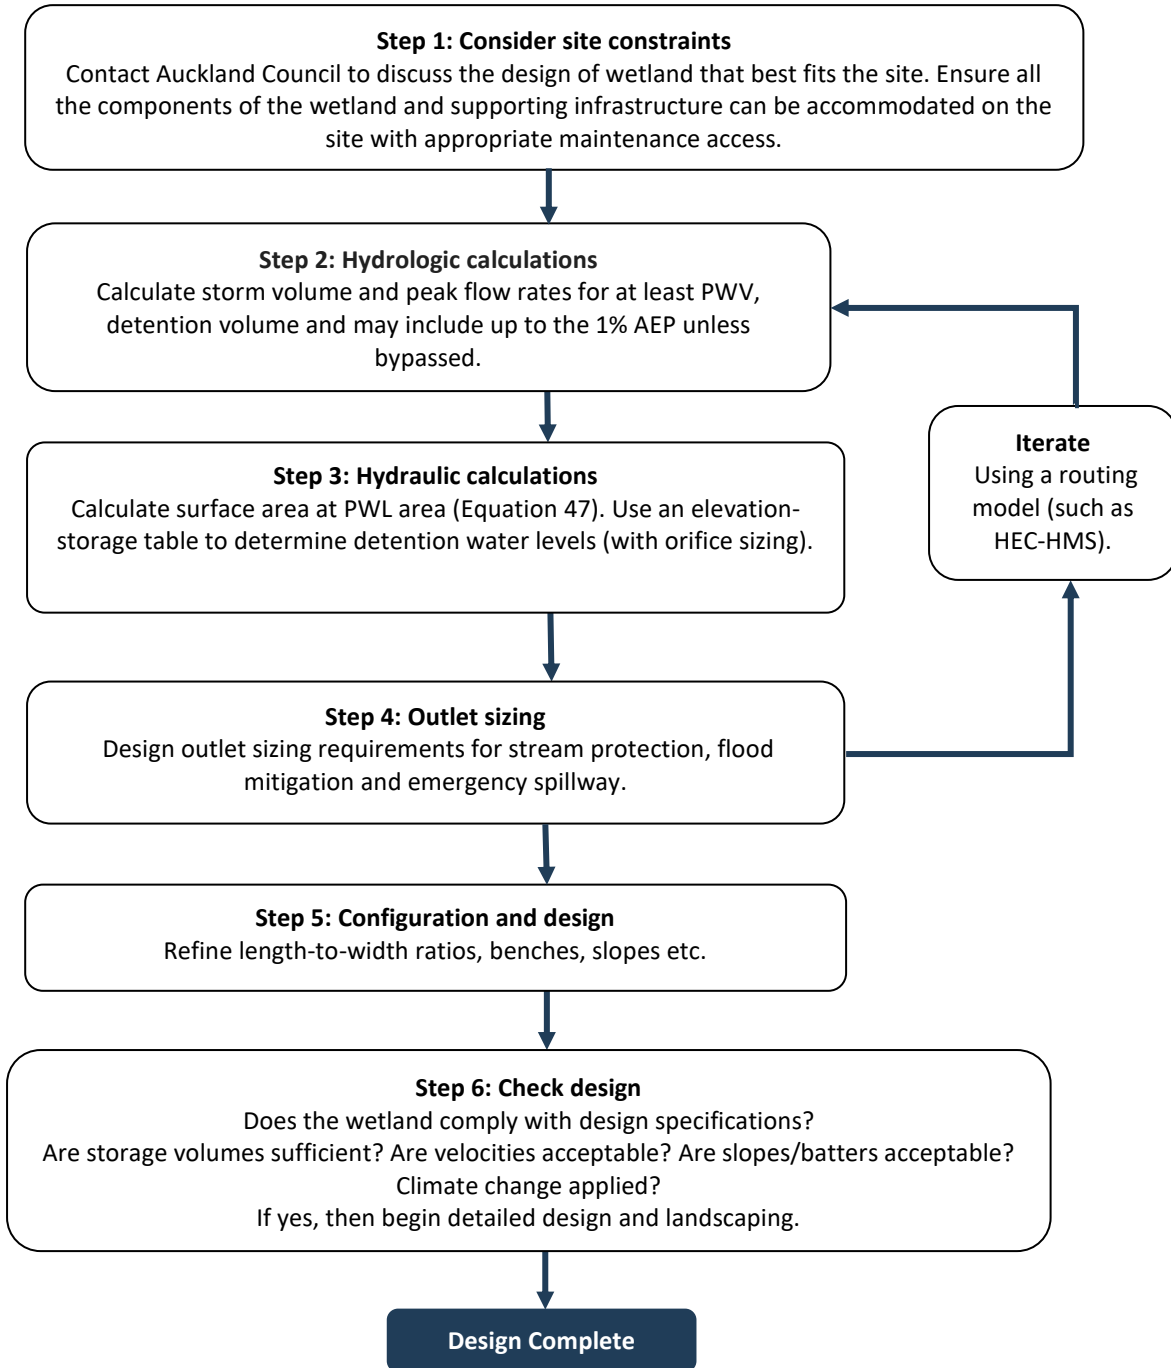 Step 1: Consider site constraints
Contact Auckland Council to discuss the design of wetland that best fits the site. Ensure all
the components of the wetland and supporting infrastructure can be accommodated on the
site with appropriate maintenance access.
Step 2: Hydrologic calculations
Calculate storm volume and peak flow rates for at least PWV,
detention volume and may include up to the 1% AEP unless
bypassed.
Step 3: Hydraulic calculations
Calculate surface area at PWL area (Equation 47). Use an elevation-
storage table to determine detention water levels (with orifice sizing).
Iterate
Using a routing
model (such as
HEC-HMS).
Step 4: Outlet sizing
Design outlet sizing requirements for stream protection, flood
mitigation and emergency spillway.
Step 5: Configuration and design
Refine length-to-width ratios, benches, slopes etc.
Step 6: Check design
Does the wetland comply with design specifications?
Are storage volumes sufficient? Are velocities acceptable? Are slopes/batters acceptable?
Climate change applied?
If yes, then begin detailed design and landscaping.
Design Complete